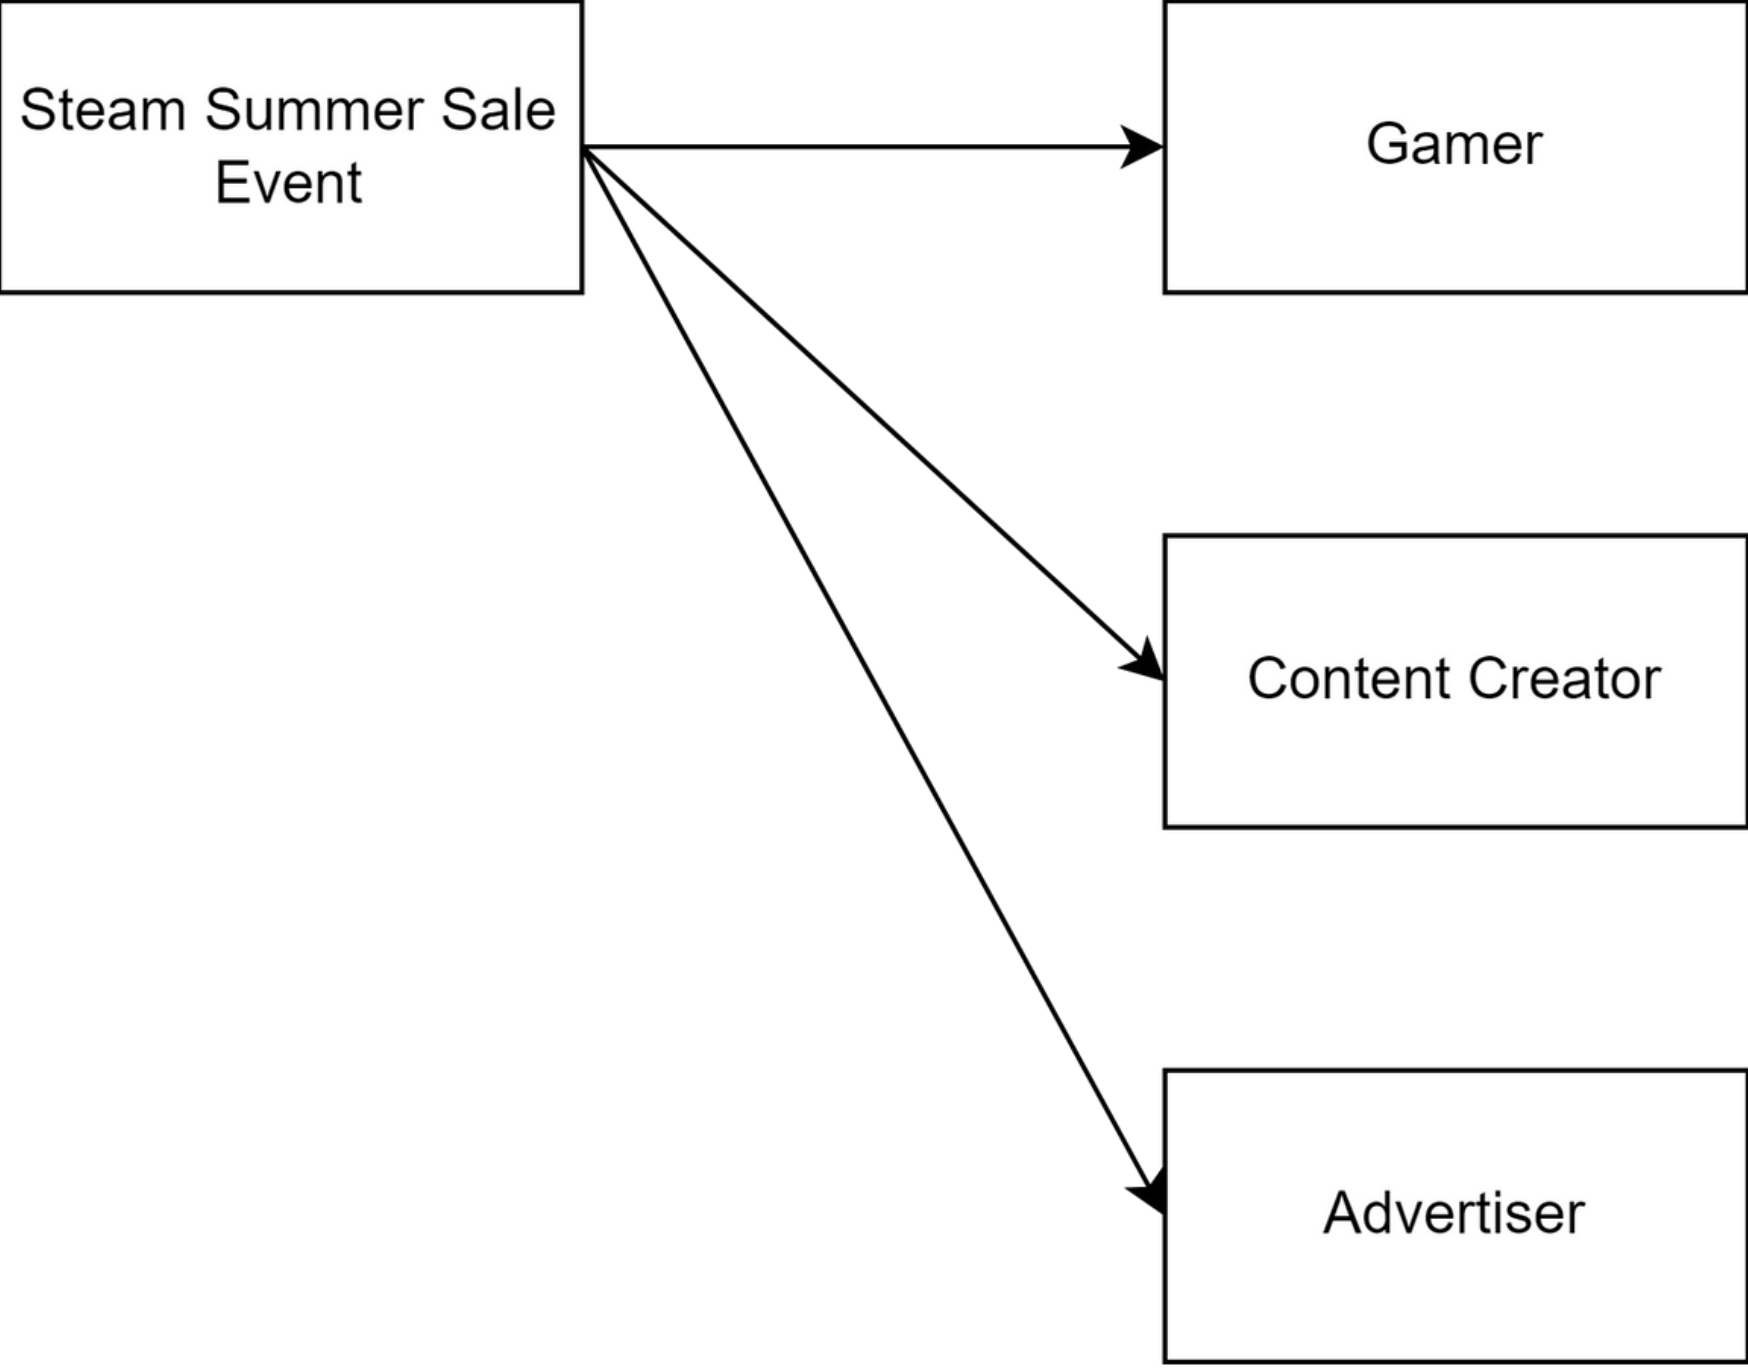 Steam Summer Sale
Event
Gamer
Content Creator
Advertiser